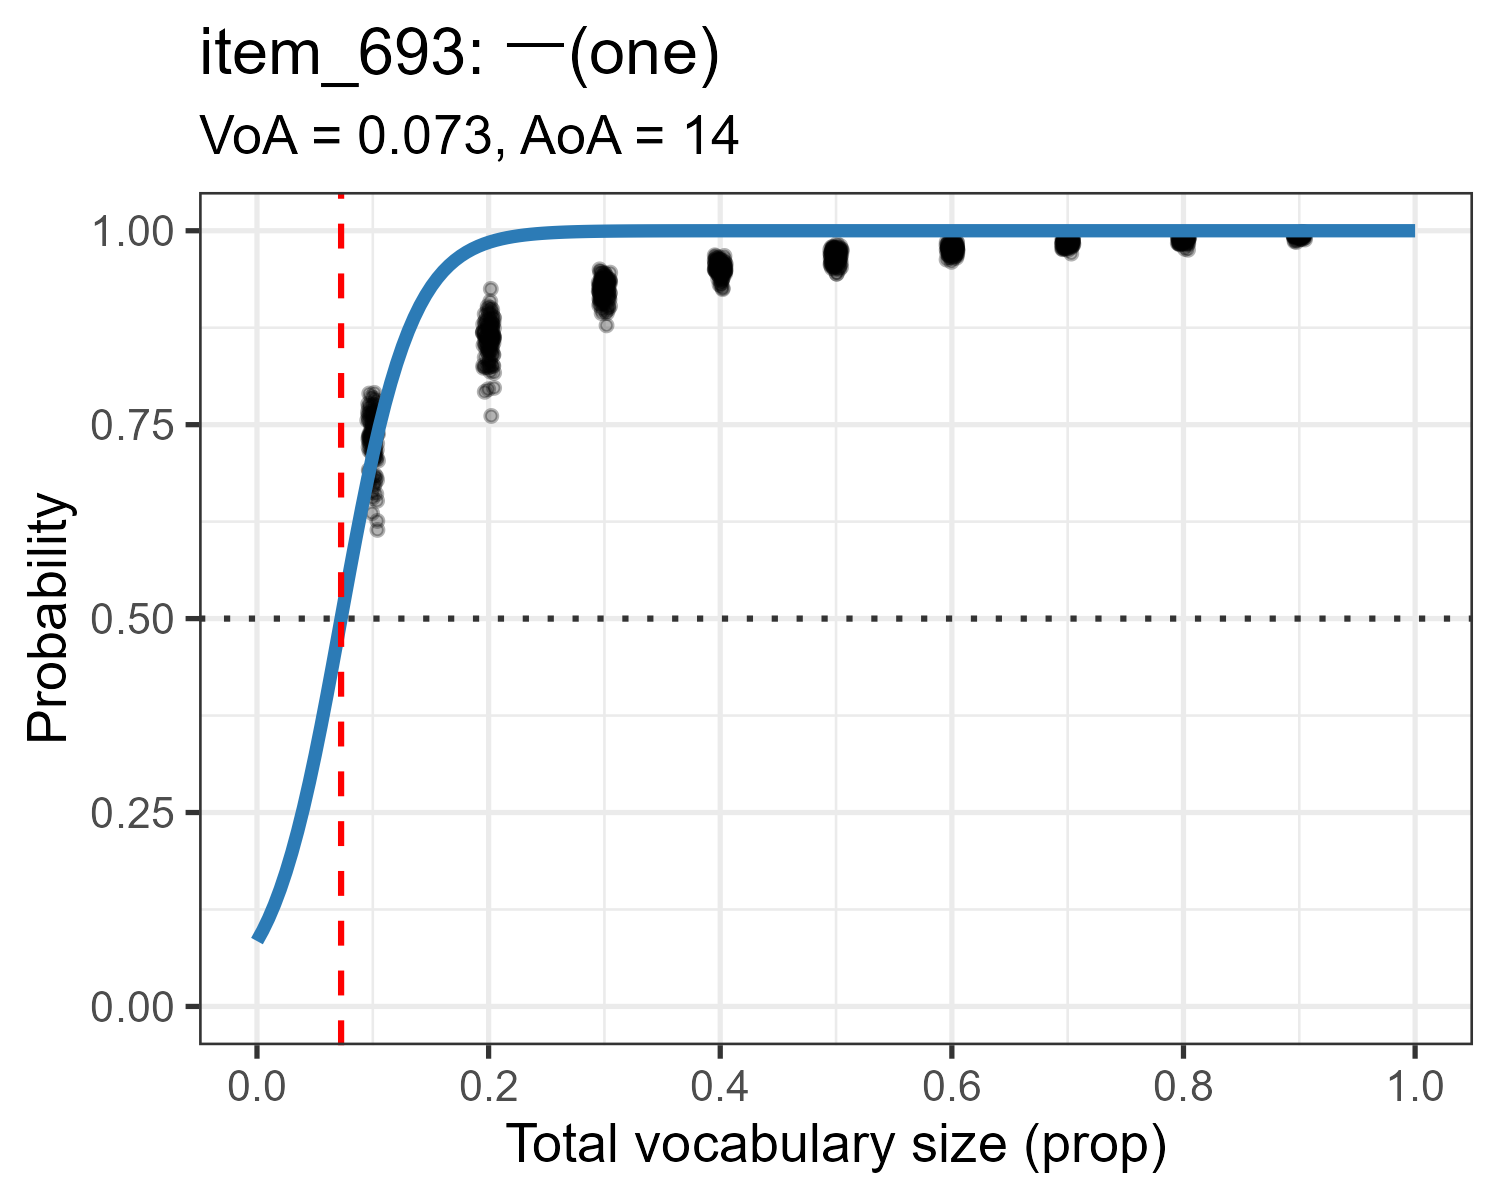 item_693: 一(one)
VoA = 0.073, AoA = 14
1.00
0.75
0.50
0.25
0.00
Probability
0.0 0.2 0.4 0.6 0.8 1.0
Total vocabulary size (prop)